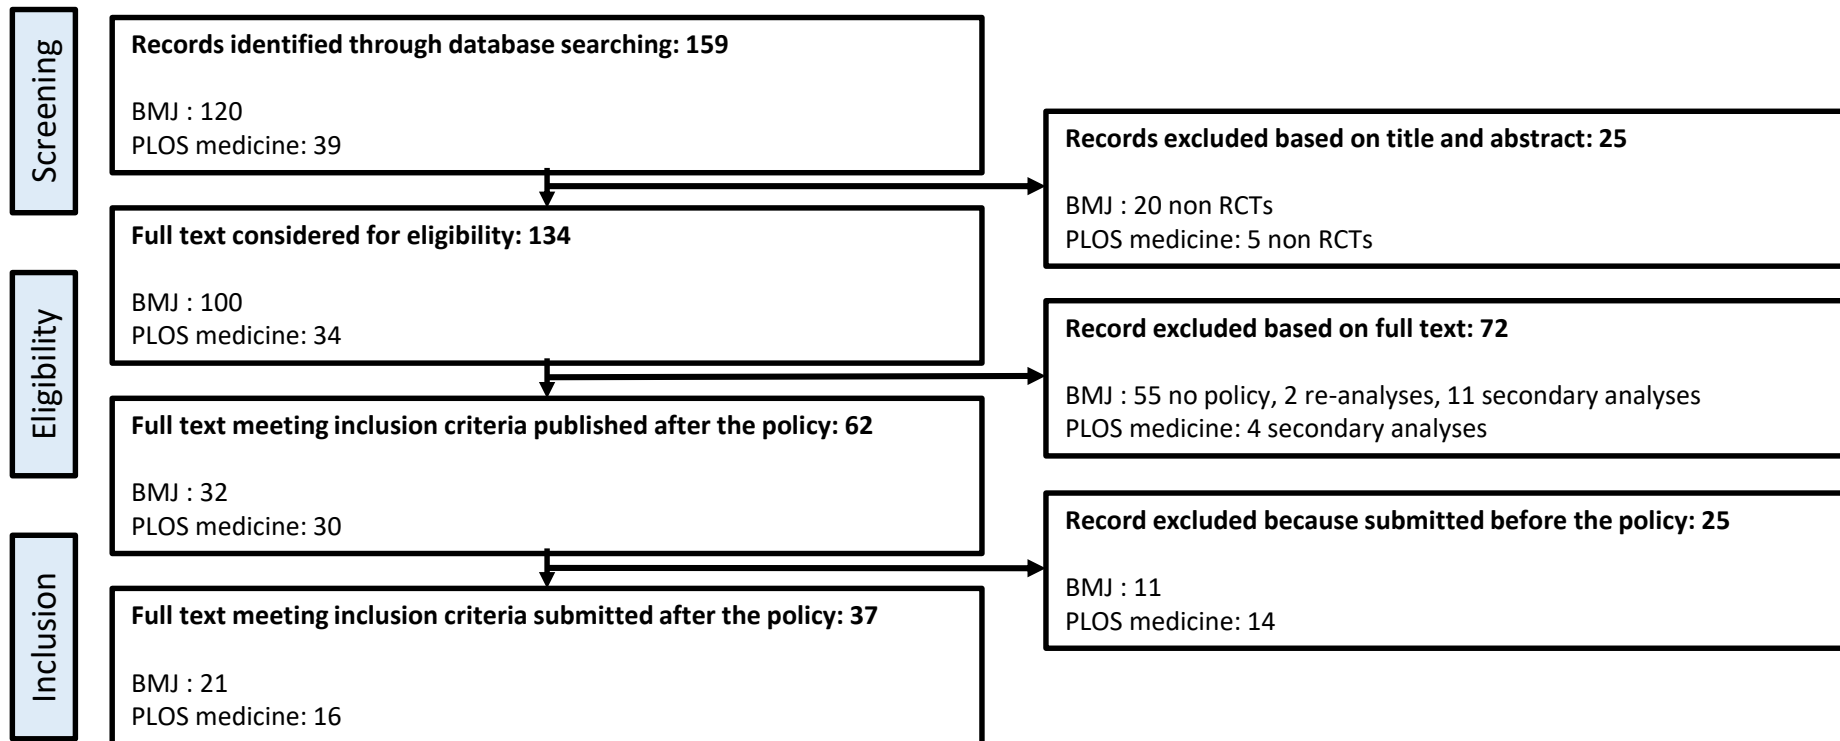 Screening
Records identified through database searching: 159
BMJ : 120
PLOS medicine: 39
Records excluded based on title and abstract: 25
BMJ : 20 non RCTs
PLOS medicine: 5 non RCTs
Eligibility
Full text considered for eligibility: 134
BMJ : 100
PLOS medicine: 34
Record excluded based on full text: 72
BMJ : 55 no policy, 2 re-analyses, 11 secondary analyses
PLOS medicine: 4 secondary analyses
Full text meeting inclusion criteria published after the policy: 62
BMJ : 32
PLOS medicine: 30
Record excluded because submitted before the policy: 25
BMJ : 11
PLOS medicine: 14
Inclusion
Full text meeting inclusion criteria submitted after the policy: 37
BMJ : 21
PLOS medicine: 16